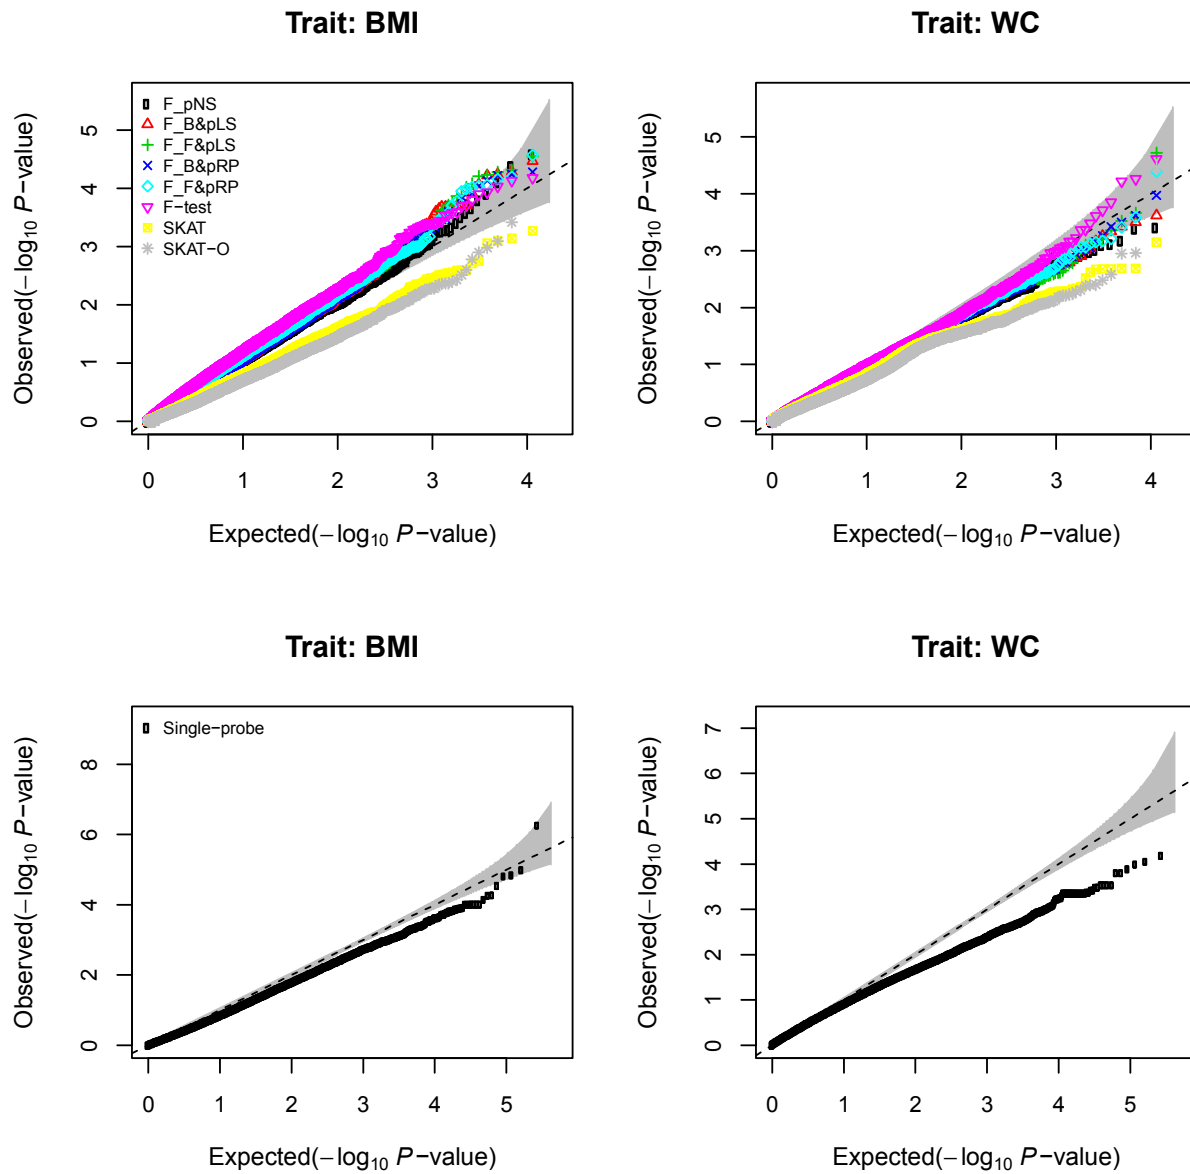 Trait: BMI
Trait: WC
Observed(−log10 P−value)
5
4
3
2
1
0
F_pNS
F_B&pLS
F_F&pLS
F_B&pRP
F_F&pRP
F−test
SKAT
SKAT−O
0 1 2 3 4
Expected(−log10 P−value)
Observed(−log10 P−value)
5
4
3
2
1
0
0 1 2 3 4
Expected(−log10 P−value)
Trait: BMI
Trait: WC
Observed(−log10 P−value)
8
6
4
2
0
Single−probe
0 1 2 3 4 5
Expected(−log10 P−value)
Observed(−log10 P−value)
7
6
5
4
3
2
1
0
0 1 2 3 4 5
Expected(−log10 P−value)